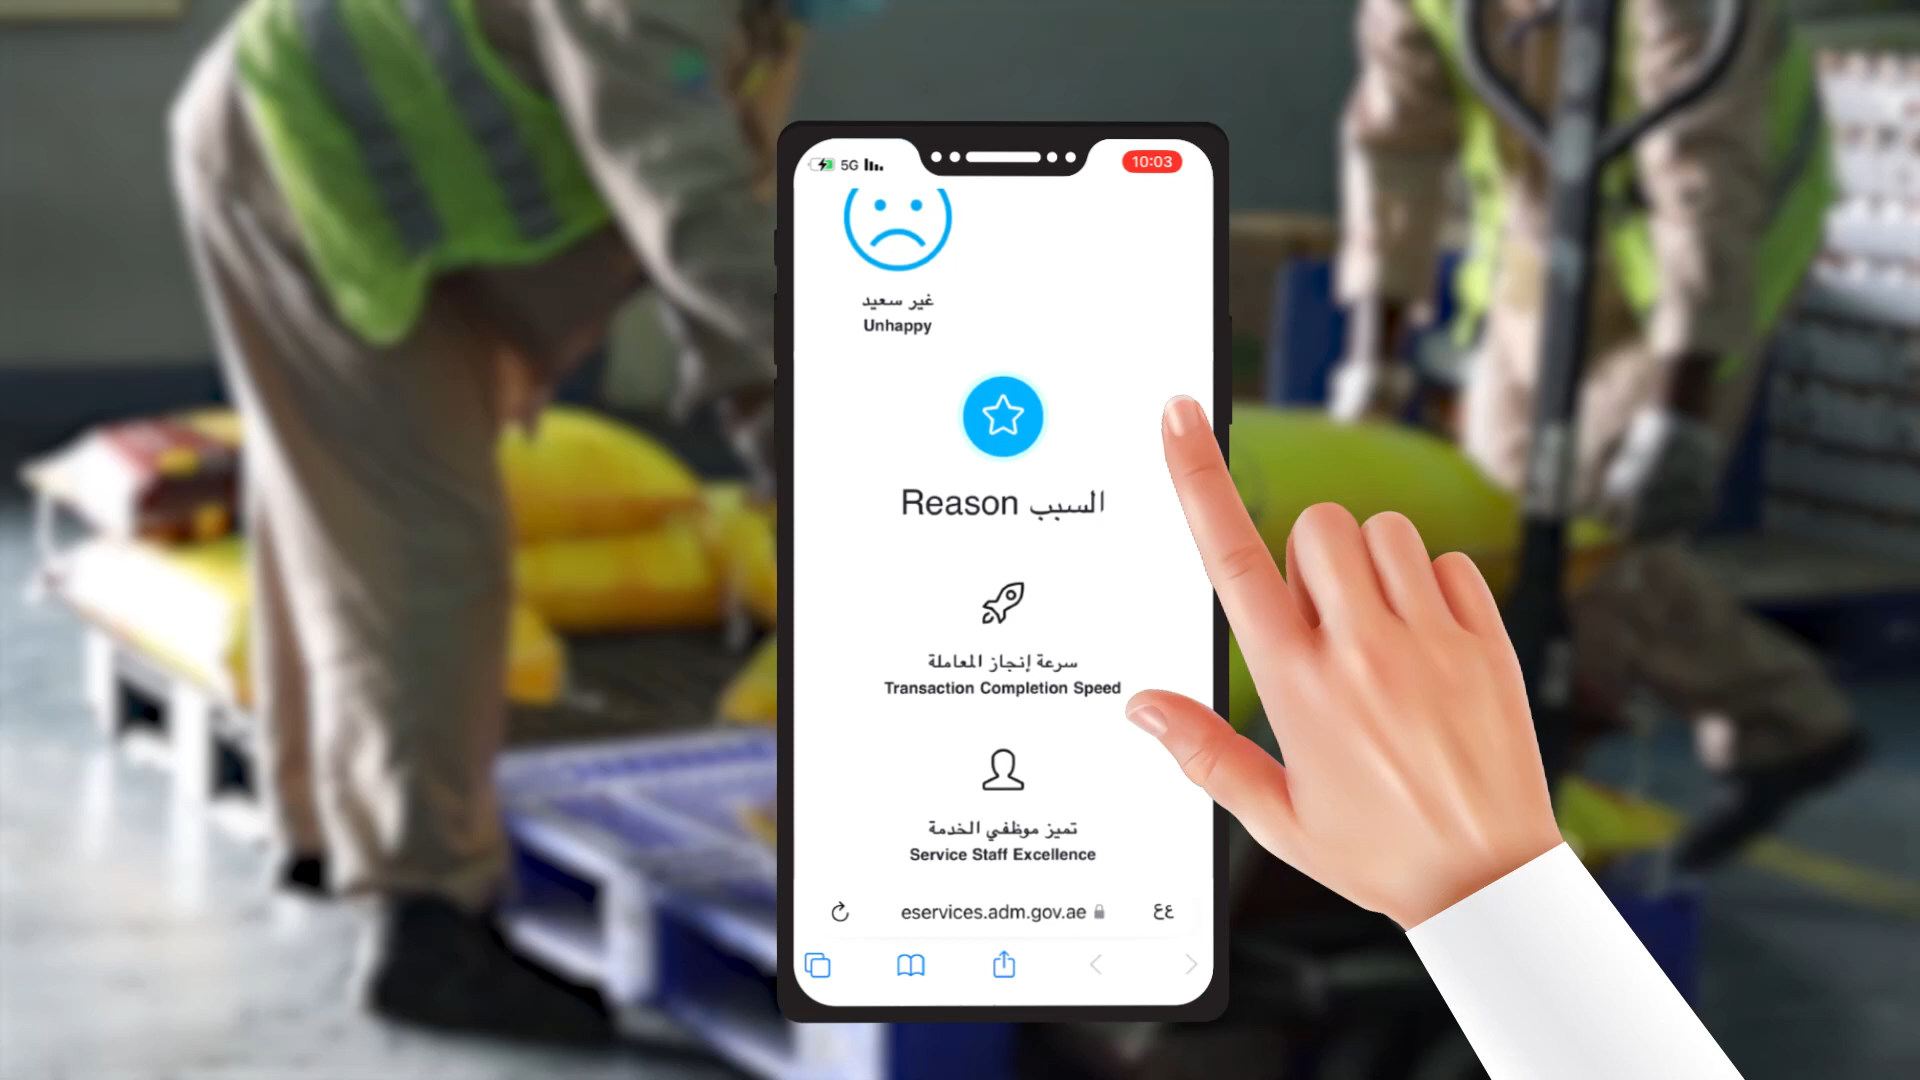 5G
10:03
غير سعيد
Unhappy
Reason السبب
سرعة إنجاز المعاملة
Transaction Completion Speed
تميز موظفي الخدمة
Service Staff Excellence
eservices.adm.gov.ae
عع